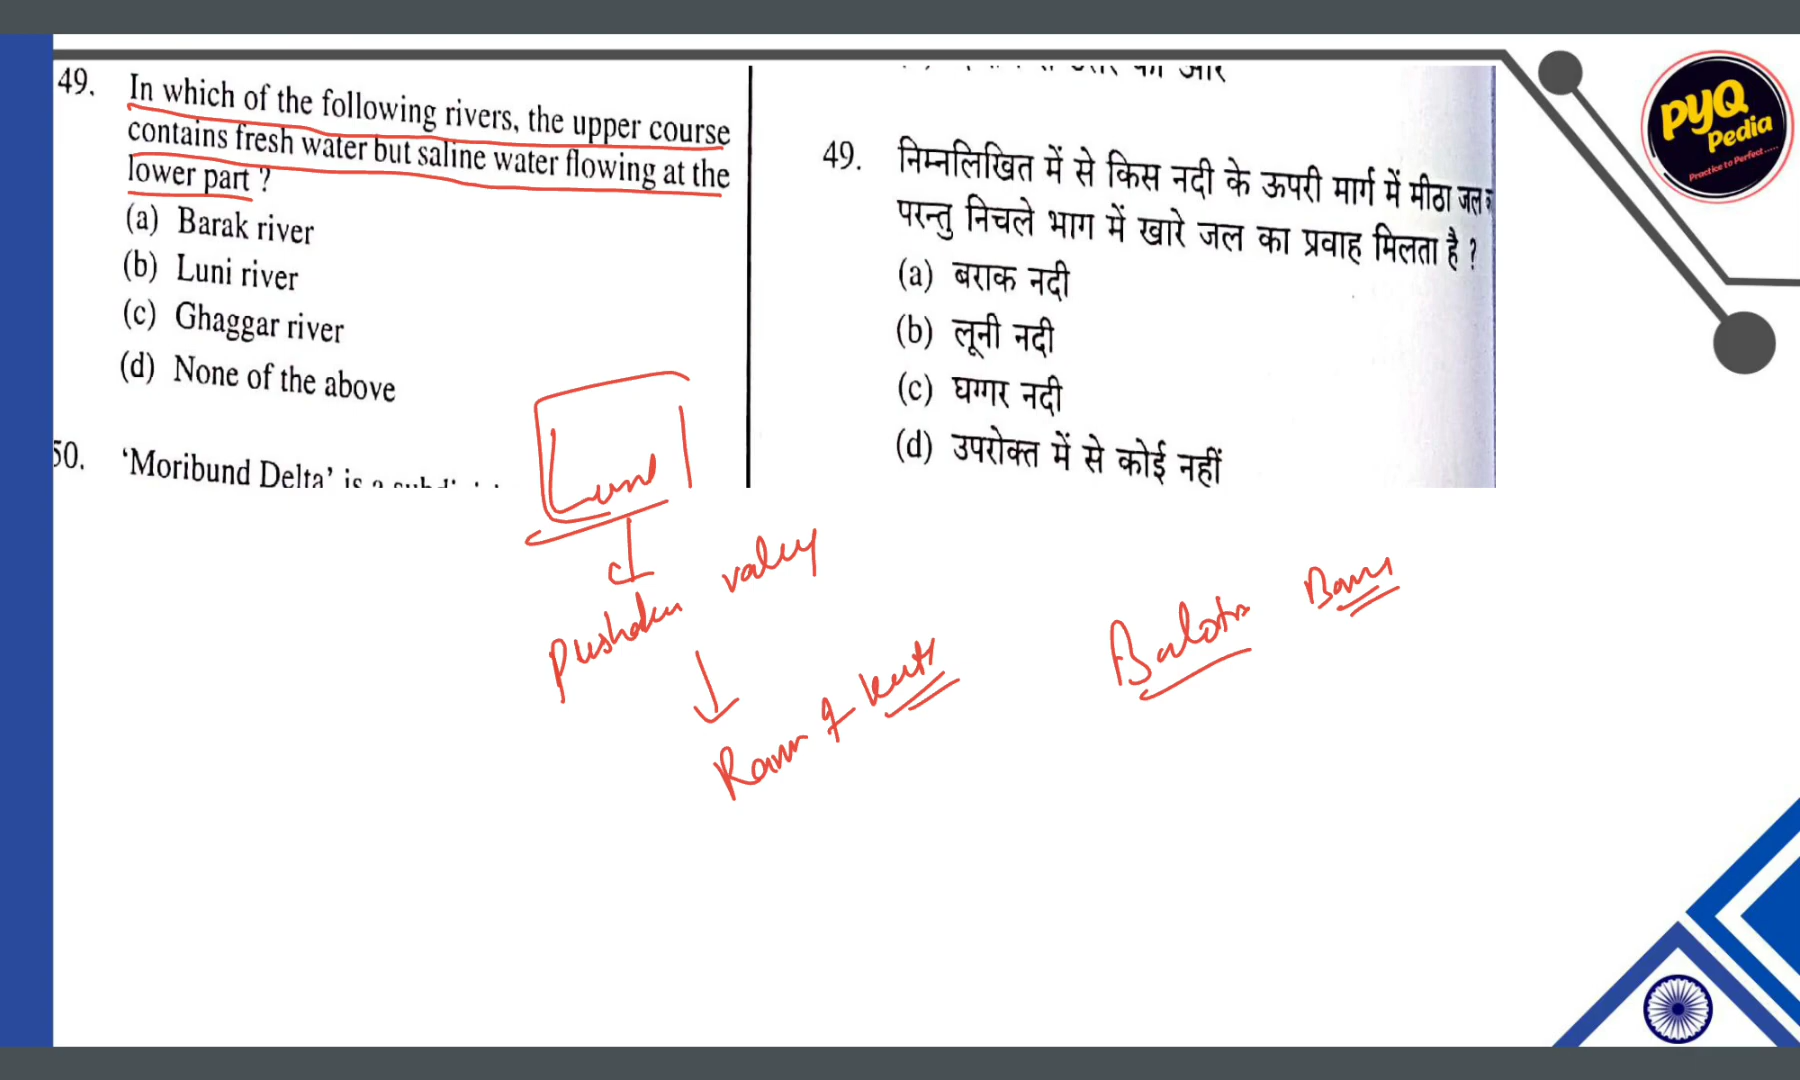 49. In which of the following rivers, the upper course
contains fresh water but saline water flowing at the
lower part ?
(a) Barak river
(b) Luni river
(c) Ghaggar river
(d) None of the above
50. 'Moribund Delta' is a
की ओर
49. निम्नलिखित में से किस नदी के ऊपरी मार्ग में मीठा जल
परन्तु निचले भाग में खारे जल का प्रवाह मिलता है ?
(a) बराक नदी
(b) लूनी नदी
(c) घग्गर नदी
(d) उपरोक्त में से कोई नहीं
PYQ
Pedia
Practice to Perfect.....
Luni
valey
Rann of kutt
Balotra